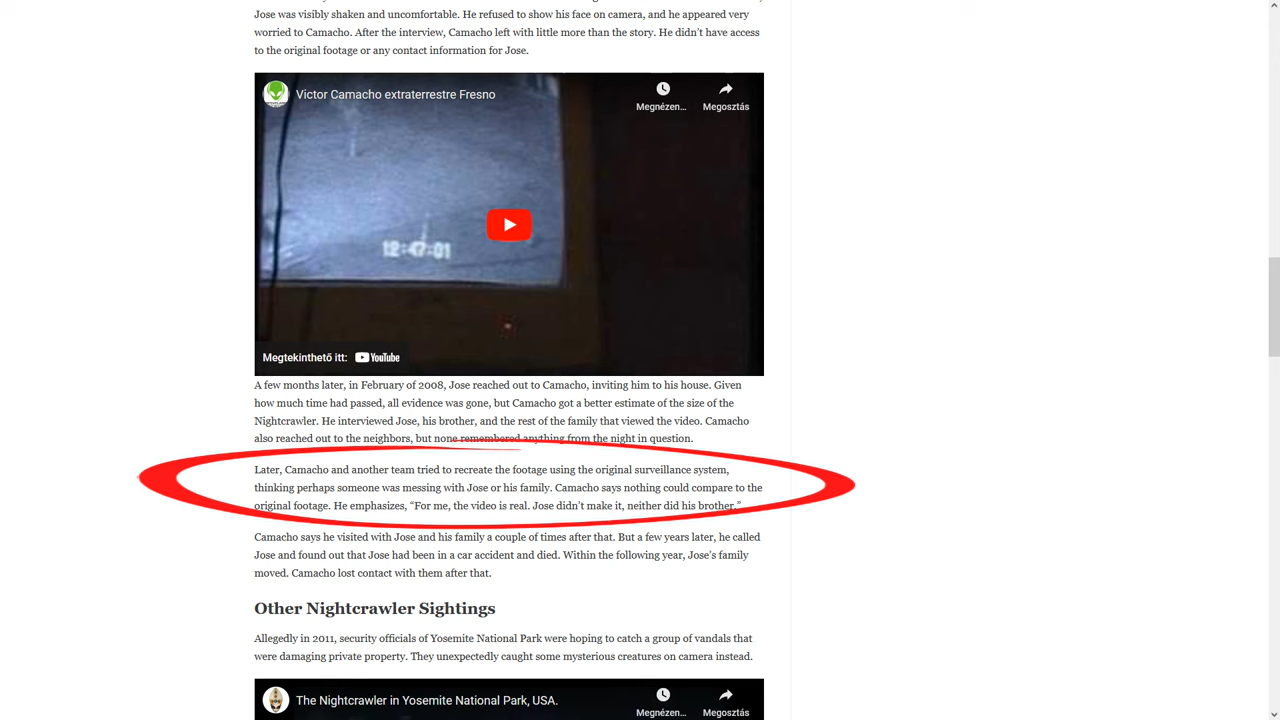 Jose was visibly shaken and uncomfortable. He refused to show his face on camera, and he appeared very
worried to Camacho. After the interview, Camacho left with little more than the story. He didn't have access
to the original footage or any contact information for Jose.
Victor Camacho extraterrestre Fresno
Megnézen...
Megosztás
12:47:01
Megtekinthető itt: YouTube
A few months later, in February of 2008, Jose reached out to Camacho, inviting him to his house. Given
how much time had passed, all evidence was gone, but Camacho got a better estimate of the size of the
Nightcrawler. He interviewed Jose, his brother, and the rest of the family that viewed the video. Camacho
also reached out to the neighbors, but none remembered anything from the night in question.
Later, Camacho and another team tried to recreate the footage using the original surveillance system,
thinking perhaps someone was messing with Jose or his family. Camacho says nothing could compare to the
original footage. He emphasizes, “For me, the video is real. Jose didn’t make it, neither did his brother.”
Camacho says he visited with Jose and his family a couple of times after that. But a few years later, he called
Jose and found out that Jose had been in a car accident and died. Within the following year, Jose’s family
moved. Camacho lost contact with them after that.
Other Nightcrawler Sightings
Allegedly in 2011, security officials of Yosemite National Park were hoping to catch a group of vandals that
were damaging private property. They unexpectedly caught some mysterious creatures on camera instead.
The Nightcrawler in Yosemite National Park, USA.
Megnézen...
Megosztás